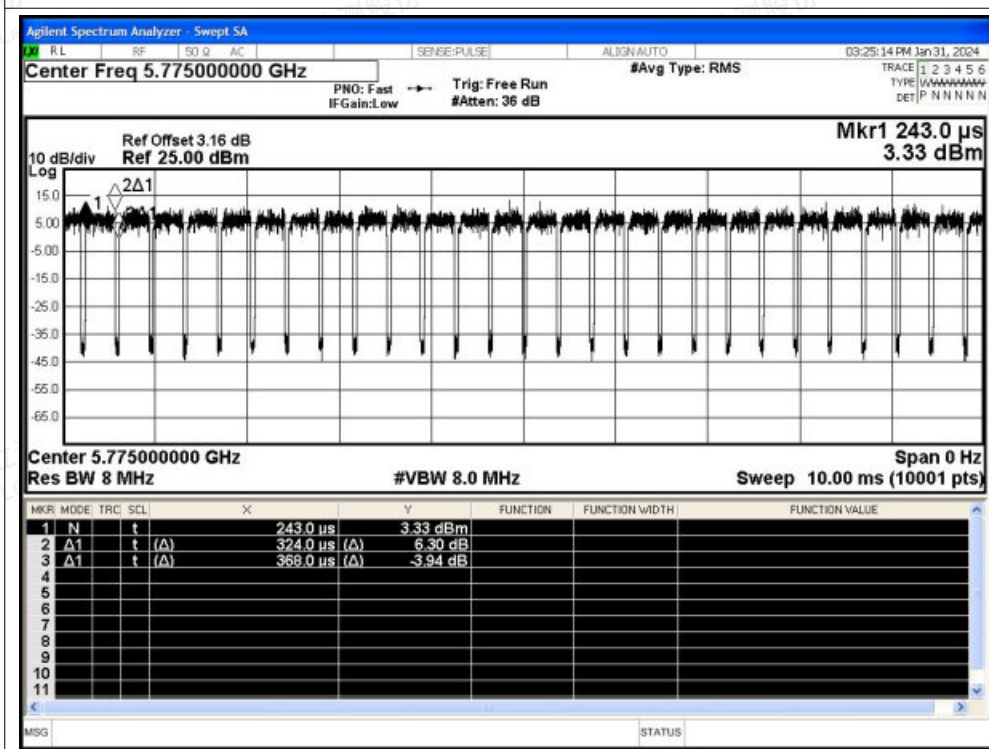 Agilent Spectrum Analyzer - Swept SA
RL RF 50 Ω AC SENSE:PULSE ALIGN AUTO 03:25:14 PM Jan 31, 2024
Center Freq 5.775000000 GHz #Avg Type: RMS TRACE 1 2 3 4 5 6
PNO: Fast Trig: Free Run TYPE
IFGain:Low #Atten: 36 dB DET P N N N N N
Mkr1 243.0 µs
Ref Offset 3.16 dB
10 dB/div Ref 25.00 dBm 3.33 dBm
Log
15.0
5.00
-5.00
-15.0
-25.0
-35.0
-45.0
-55.0
-65.0
1 2Δ1
Center 5.775000000 GHz Span 0 Hz
Res BW 8 MHz #VBW 8.0 MHz Sweep 10.00 ms (10001 pts)
MKR MODE TRC SCL X Y FUNCTION FUNCTION WIDTH FUNCTION VALUE
1 N t 243.0 µs 3.33 dBm
2 Δ1 t (Δ) 324.0 µs (Δ) 6.30 dB
3 Δ1 t (Δ) 368.0 µs (Δ) -3.94 dB
4
5
6
7
8
9
10
11
MSG STATUS